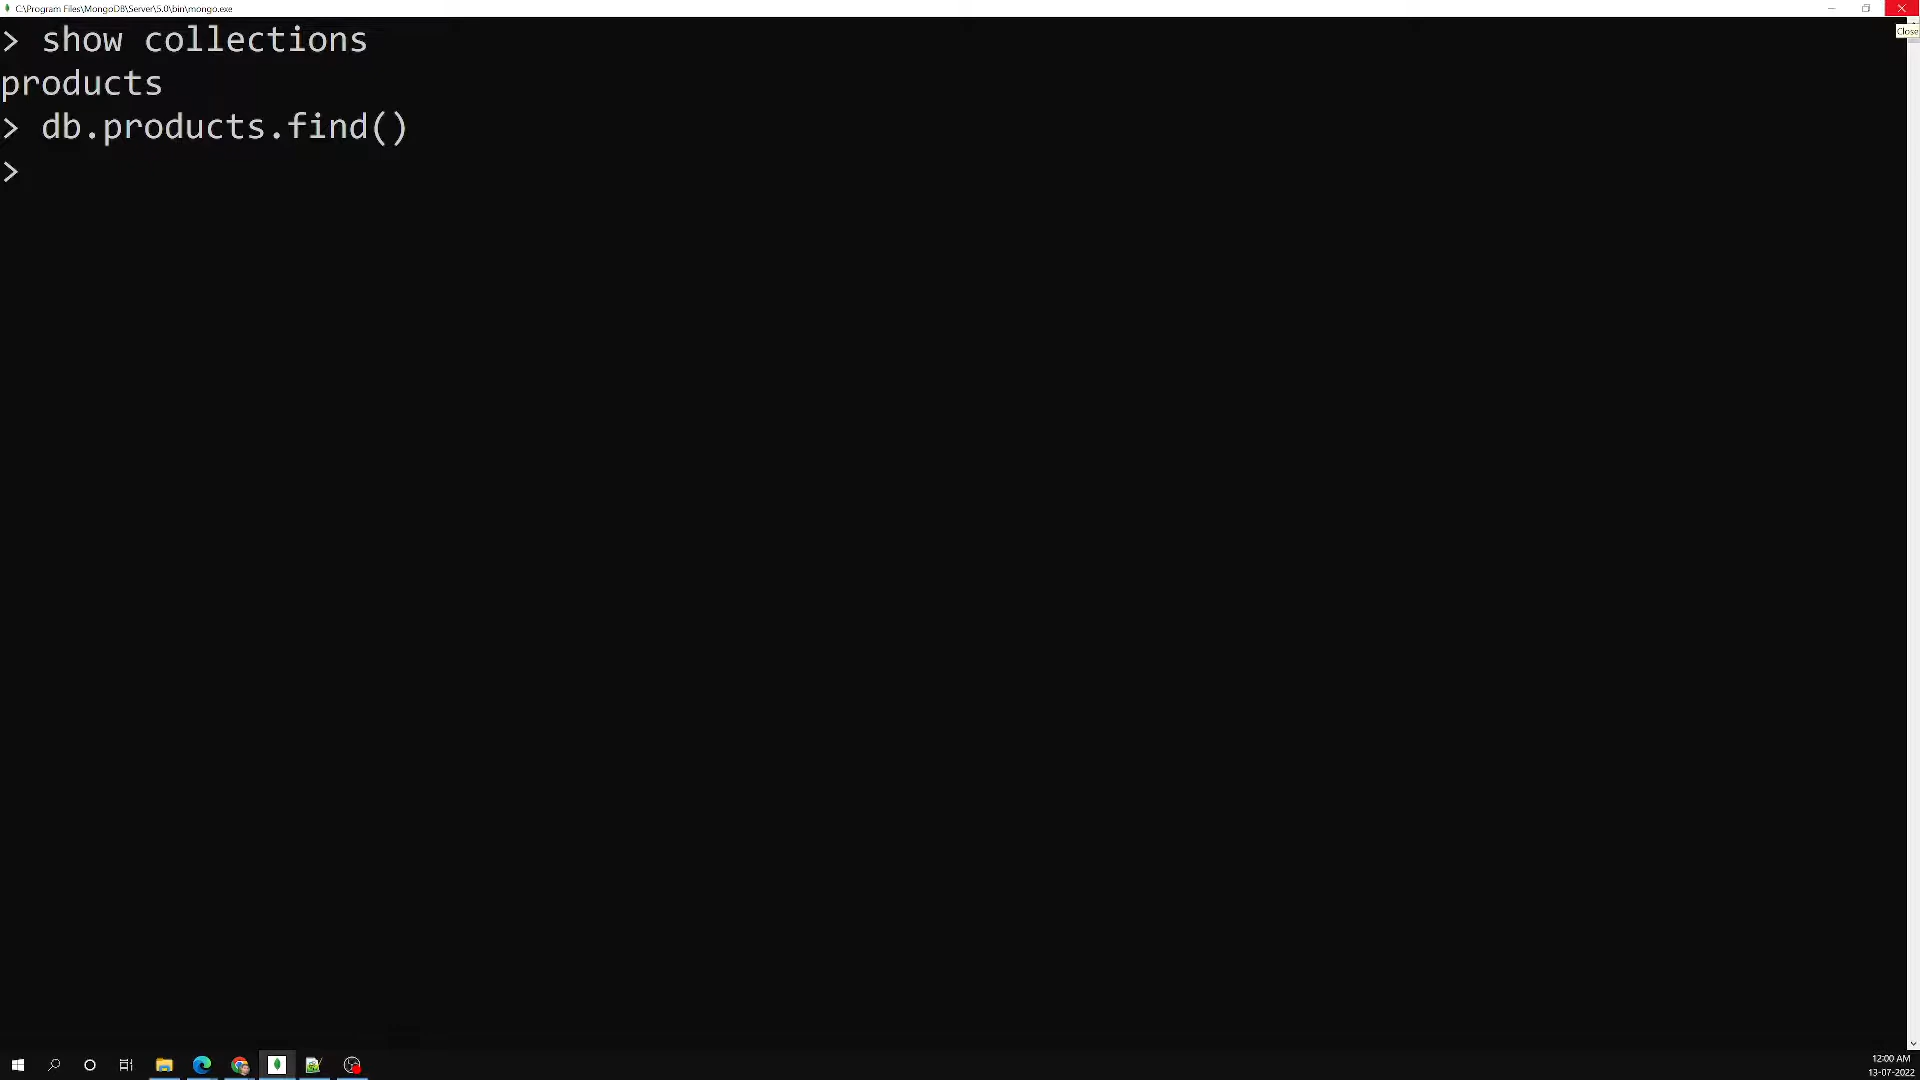 C:\Program Files\MongoDB\Server\5.0\bin\mongo.exe
Close
> show collections
products
> db.products.find()
>
12:00 AM
13-07-2022